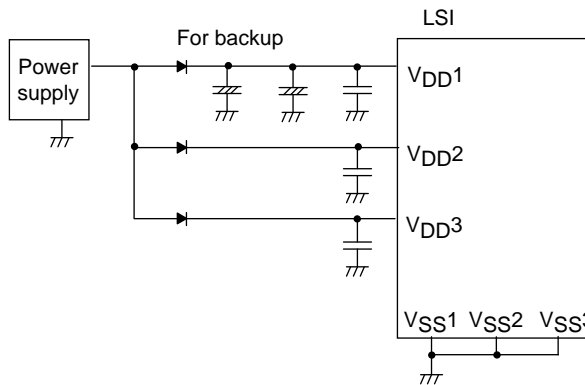 LSI
For backup
Power
supply
VDD1
VDD2
VDD3
VSS1 VSS2 VSS3